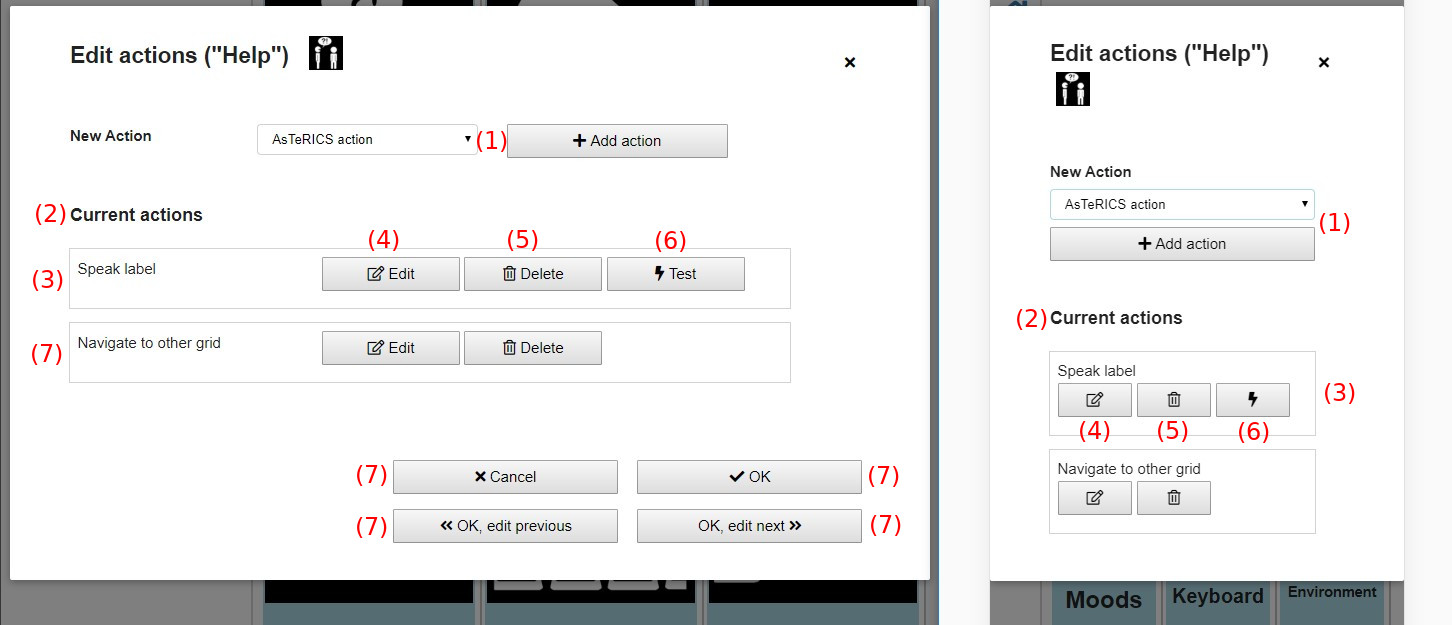 Edit actions ("Help")
?!
×
New Action
AsTeRICS action
(1)
Add action
(2) Current actions
(4) (5) (6)
(3) Speak label Edit Delete Test
(7) Navigate to other grid Edit Delete
(7) Cancel OK (7)
(7) OK, edit previous OK, edit next (7)
Edit actions ("Help")
?!
×
New Action
AsTeRICS action
(1)
Add action
(2) Current actions
Speak label
(3)
(4) (5) (6)
Navigate to other grid
Moods Keyboard Environment